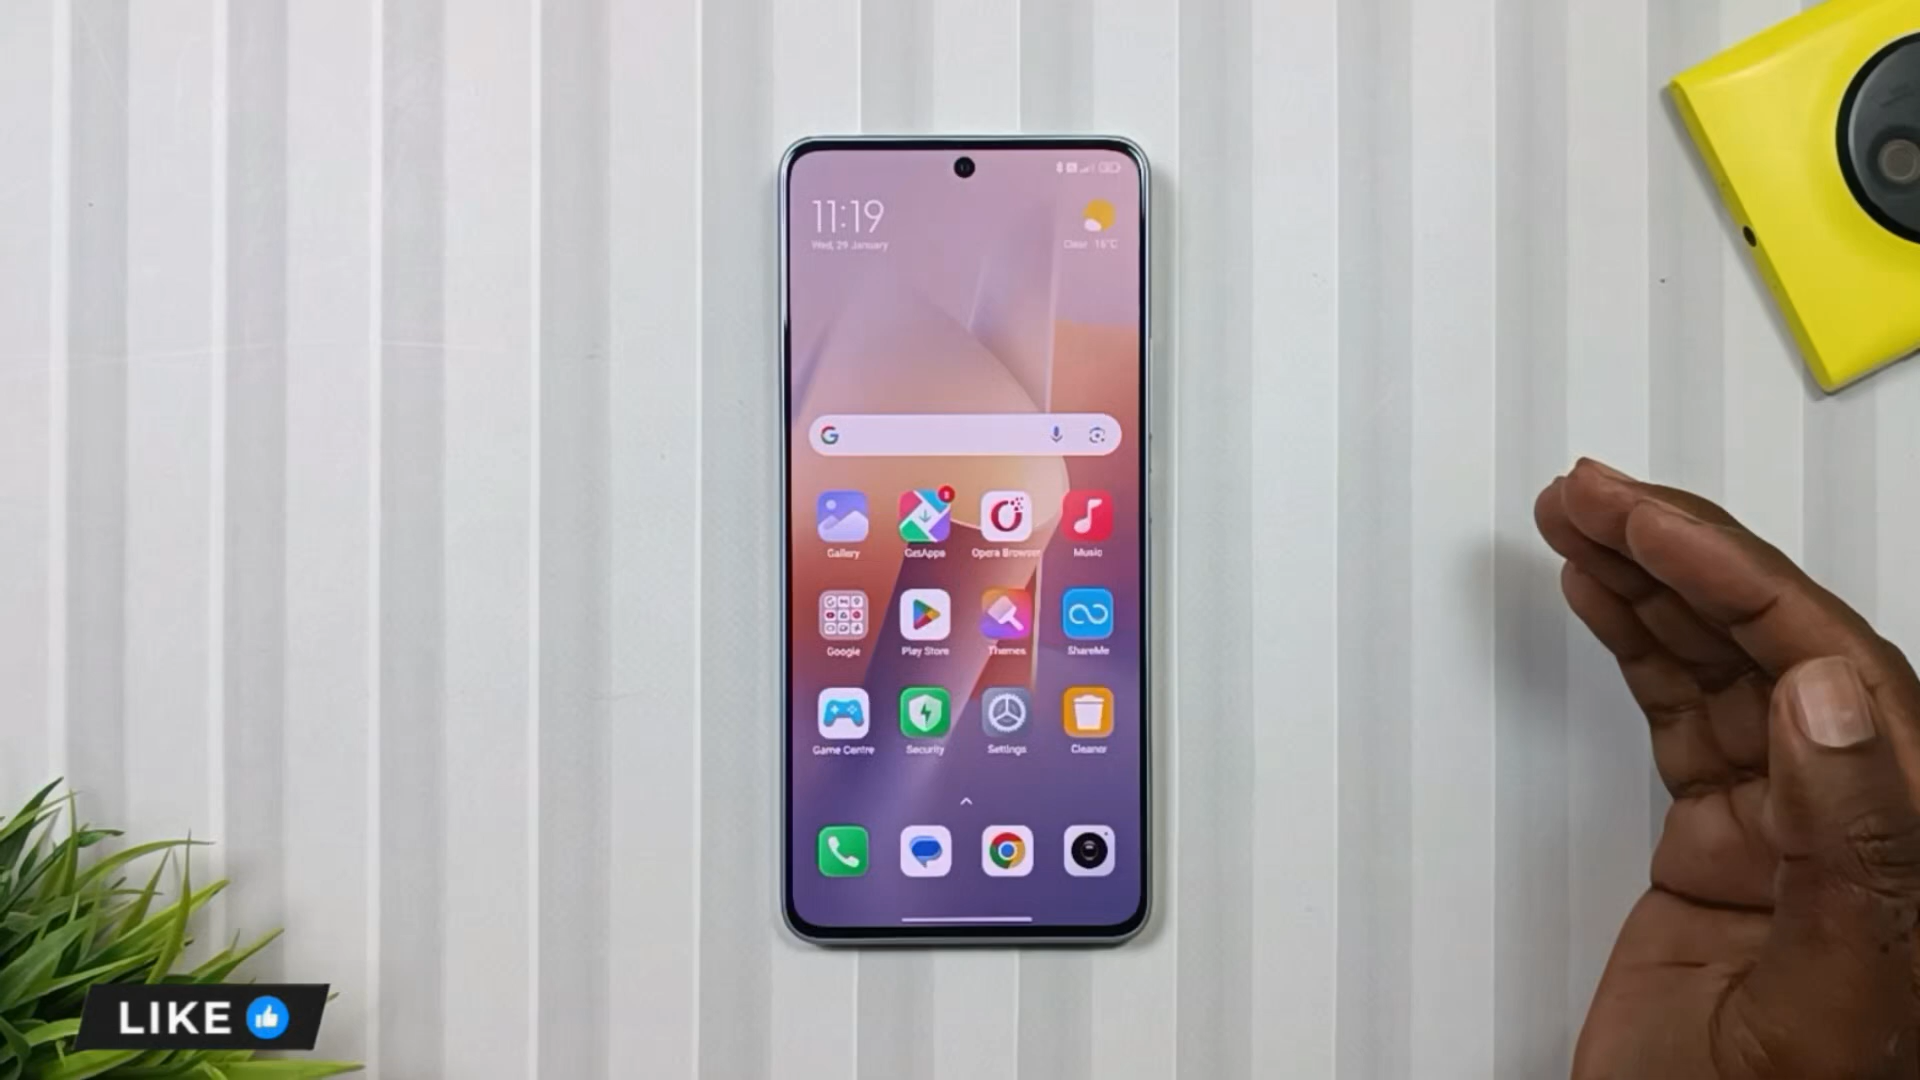 11:19
Wed, 29 January
Clear 16°C
Gallery
GetApps
Opera Browser
Music
Google
Play Store
Themes
ShareMe
Game Centre
Security
Settings
Cleaner
LIKE